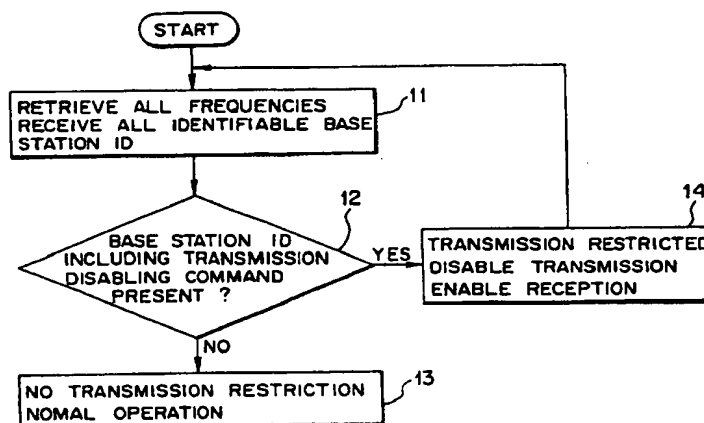 START
RETRIEVE ALL FREQUENCIES
RECEIVE ALL IDENTIFIABLE BASE
STATION ID
11
12
BASE STATION ID
INCLUDING TRANSMISSION
DISABLING COMMAND
PRESENT ?
YES
14
TRANSMISSION RESTRICTED
DISABLE TRANSMISSION
ENABLE RECEPTION
NO
NO TRANSMISSION RESTRICTION
NOMAL OPERATION
13